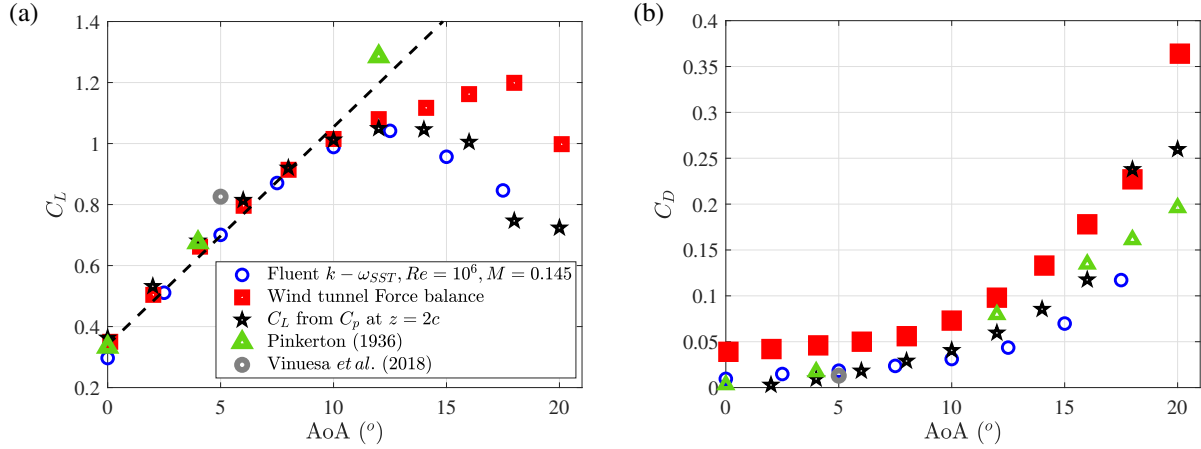 (a)
1.4
1.2
1
0.8
0.6
0.4
0.2
C_L
0
5
10
15
20
AoA (^o)
Fluent k − ω_{SST}, Re = 10^6, M = 0.145
Wind tunnel Force balance
C_L from C_p at z = 2c
Pinkerton (1936)
Vinuesa et al. (2018)
(b)
0.4
0.35
0.3
0.25
0.2
0.15
0.1
0.05
0
C_D
0
5
10
15
20
AoA (^o)